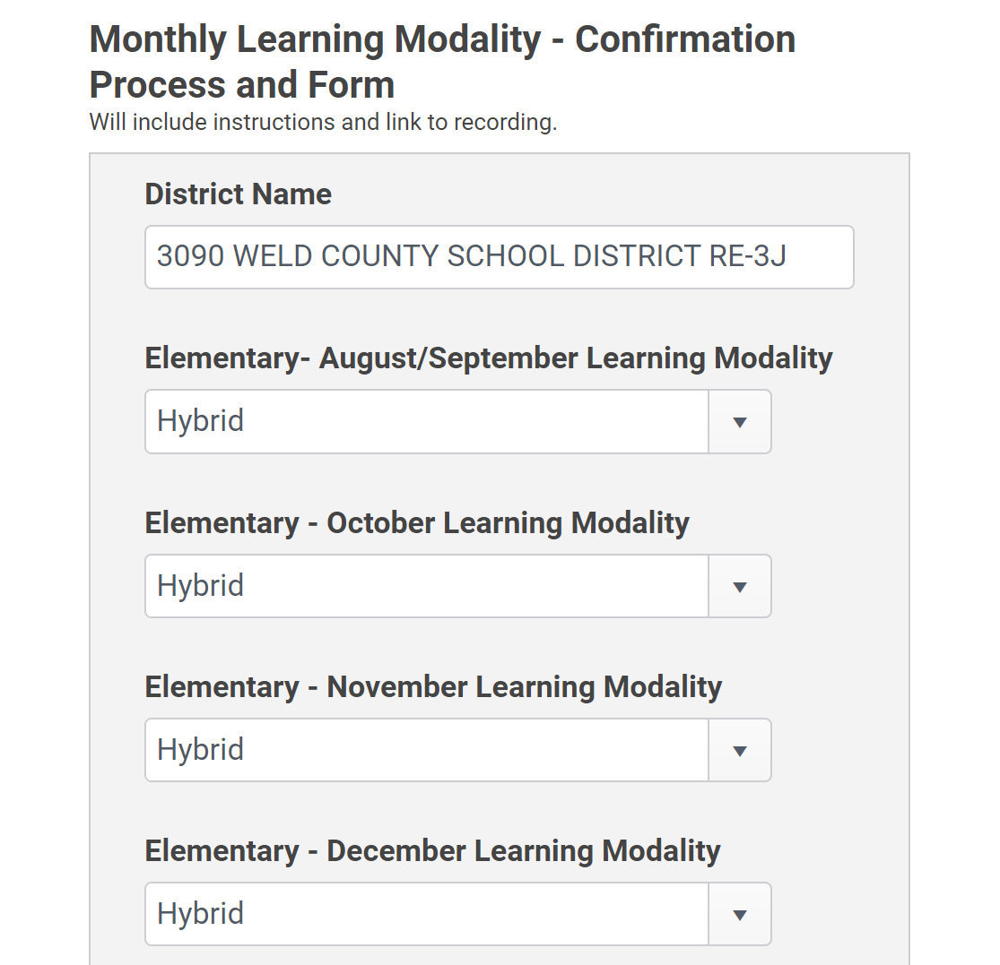 Monthly Learning Modality - Confirmation
Process and Form
Will include instructions and link to recording.
District Name
3090 WELD COUNTY SCHOOL DISTRICT RE-3J
Elementary- August/September Learning Modality
Hybrid
Elementary - October Learning Modality
Hybrid
Elementary - November Learning Modality
Hybrid
Elementary - December Learning Modality
Hybrid